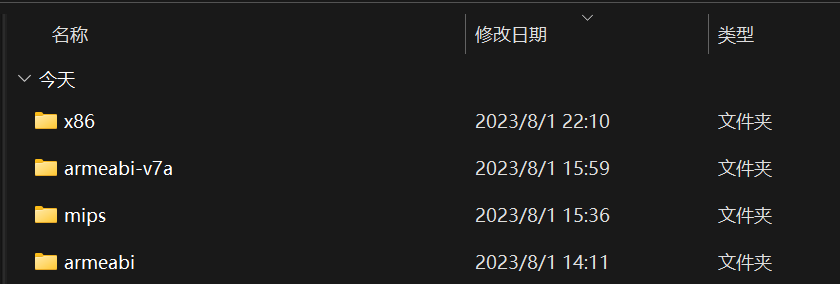 名称 修改日期 类型
今天
x86 2023/8/1 22:10 文件夹
armeabi-v7a 2023/8/1 15:59 文件夹
mips 2023/8/1 15:36 文件夹
armeabi 2023/8/1 14:11 文件夹